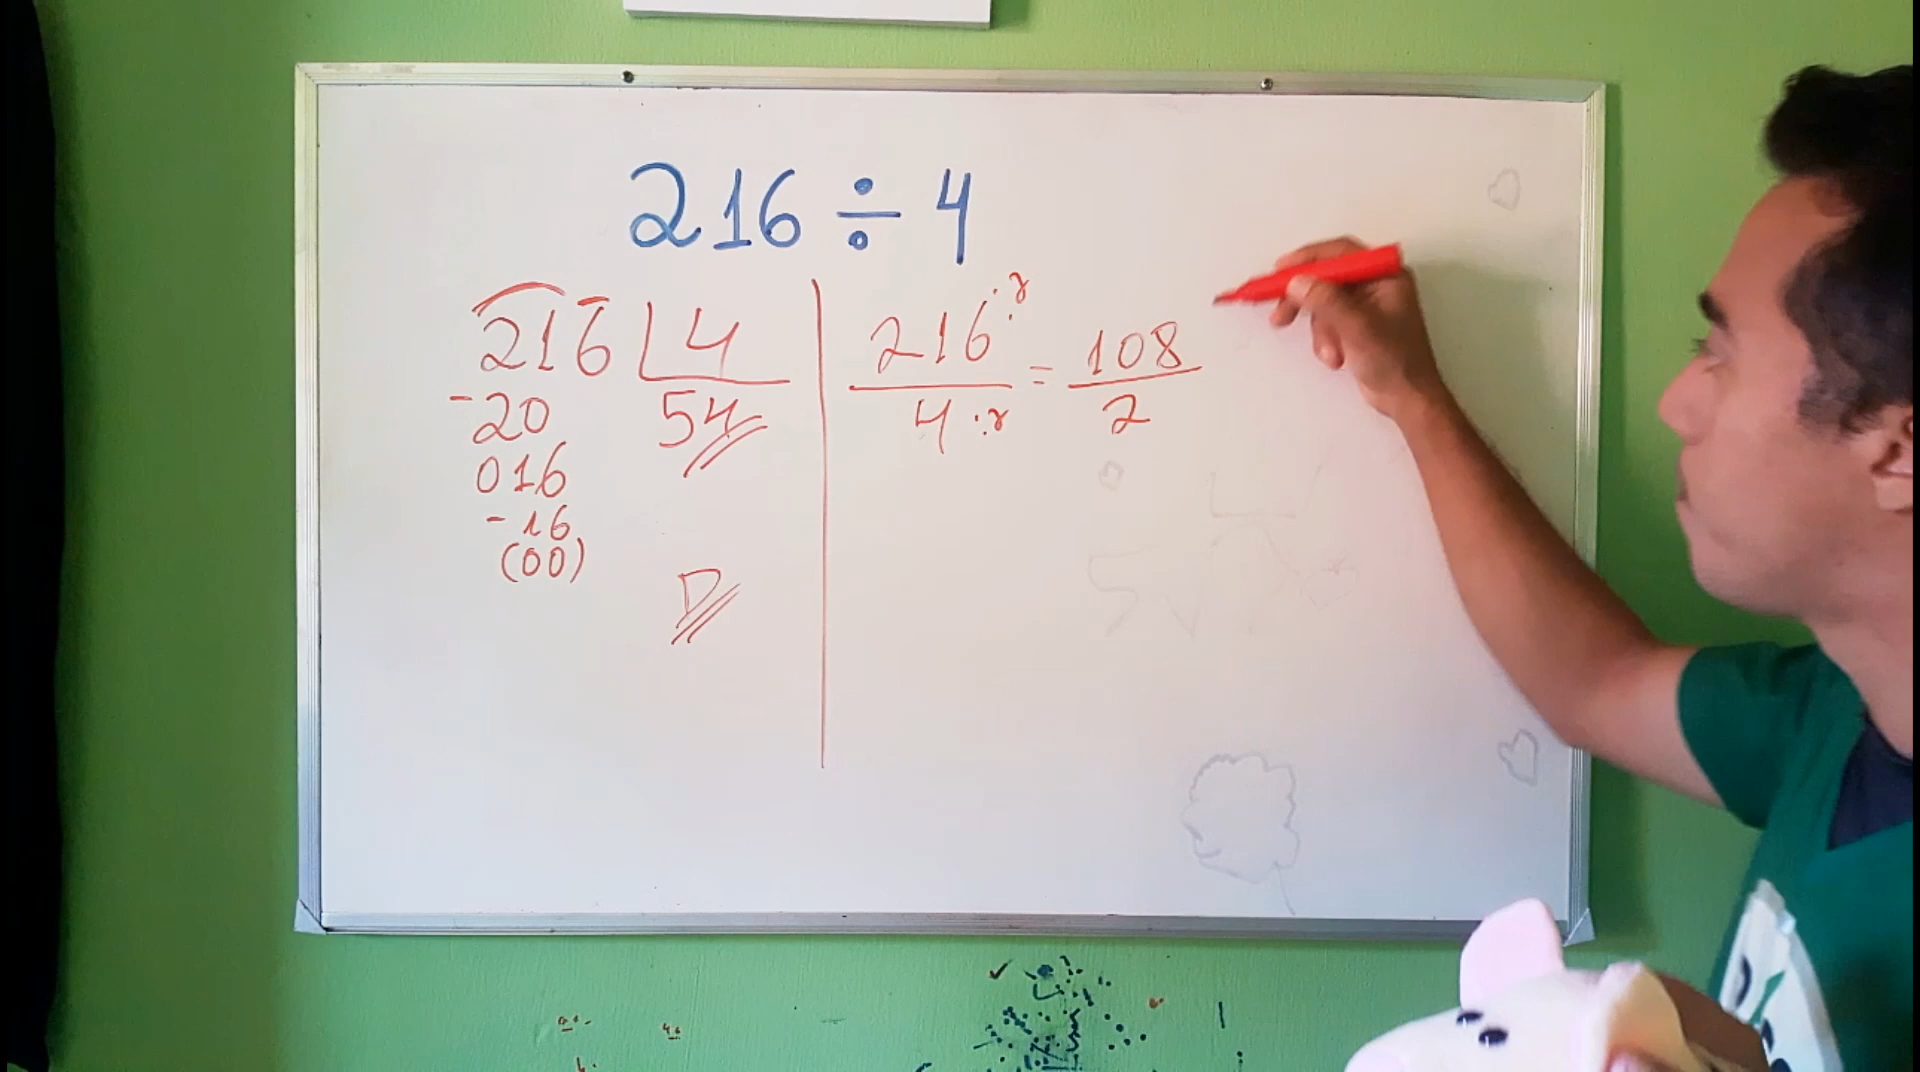 216 ÷ 4
216 | 4
- 20 54
016
- 16
(00)
D
216 :2 / 4 :2 = 108 / 2